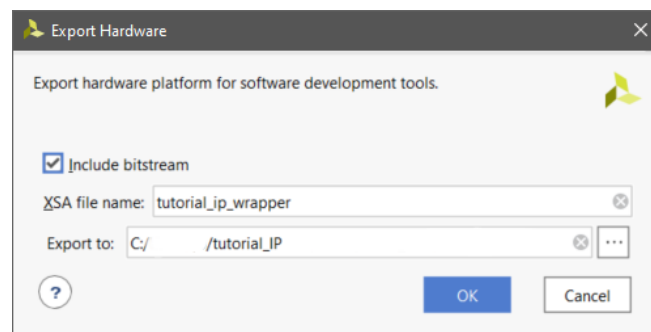 Export Hardware
Export hardware platform for software development tools.
Include bitstream
XSA file name: tutorial_ip_wrapper
Export to: C:/ /tutorial_IP ...
? OK Cancel